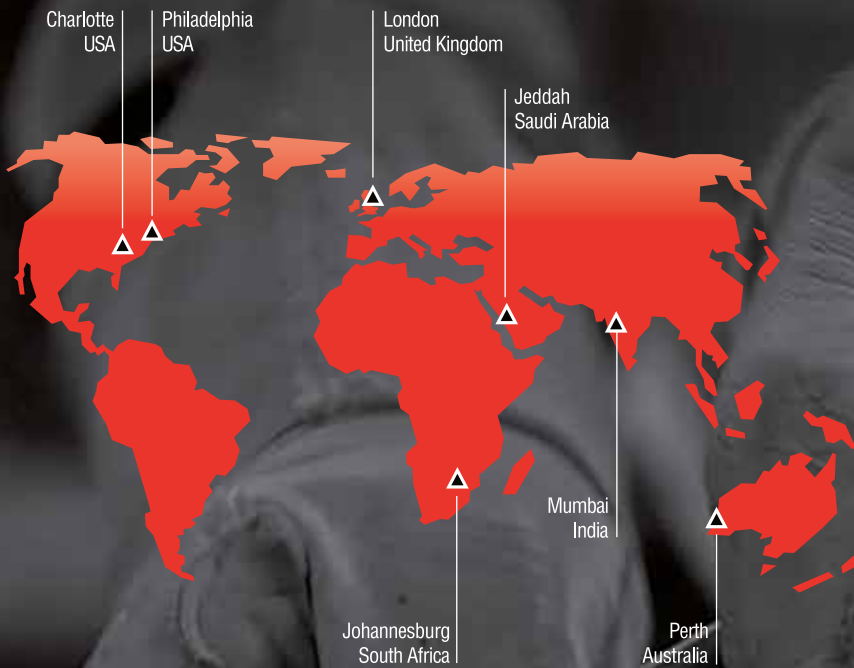 Charlotte
USA
Philadelphia
USA
London
United Kingdom
Jeddah
Saudi Arabia
Mumbai
India
Johannesburg
South Africa
Perth
Australia